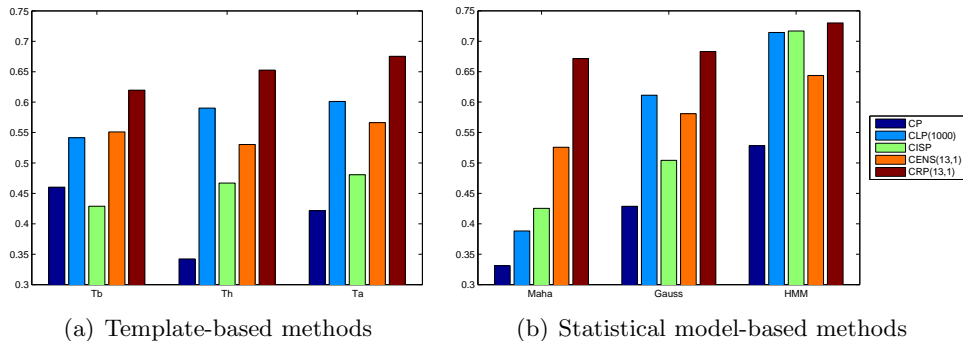 0.75
0.7
0.65
0.6
0.55
0.5
0.45
0.4
0.35
0.3
Tb Th Ta
(a) Template-based methods
0.75
0.7
0.65
0.6
0.55
0.5
0.45
0.4
0.35
0.3
Maha Gauss HMM
(b) Statistical model-based methods
CP
CLP(1000)
CISP
CENS(13,1)
CRP(13,1)